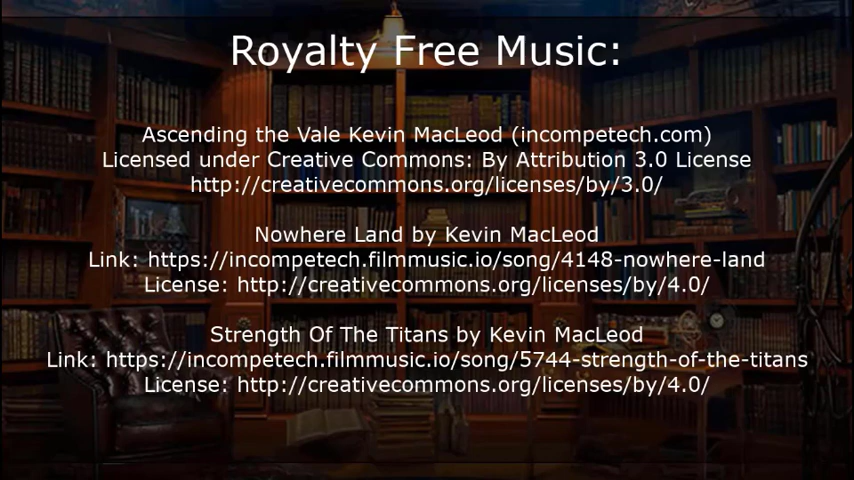 Royalty Free Music:
Ascending the Vale Kevin MacLeod (incompetech.com)
Licensed under Creative Commons: By Attribution 3.0 License
http://creativecommons.org/licenses/by/3.0/
Nowhere Land by Kevin MacLeod
Link: https://incompetech.filmmusic.io/song/4148-nowhere-land
License: http://creativecommons.org/licenses/by/4.0/
Strength Of The Titans by Kevin MacLeod
Link: https://incompetech.filmmusic.io/song/5744-strength-of-the-titans
License: http://creativecommons.org/licenses/by/4.0/